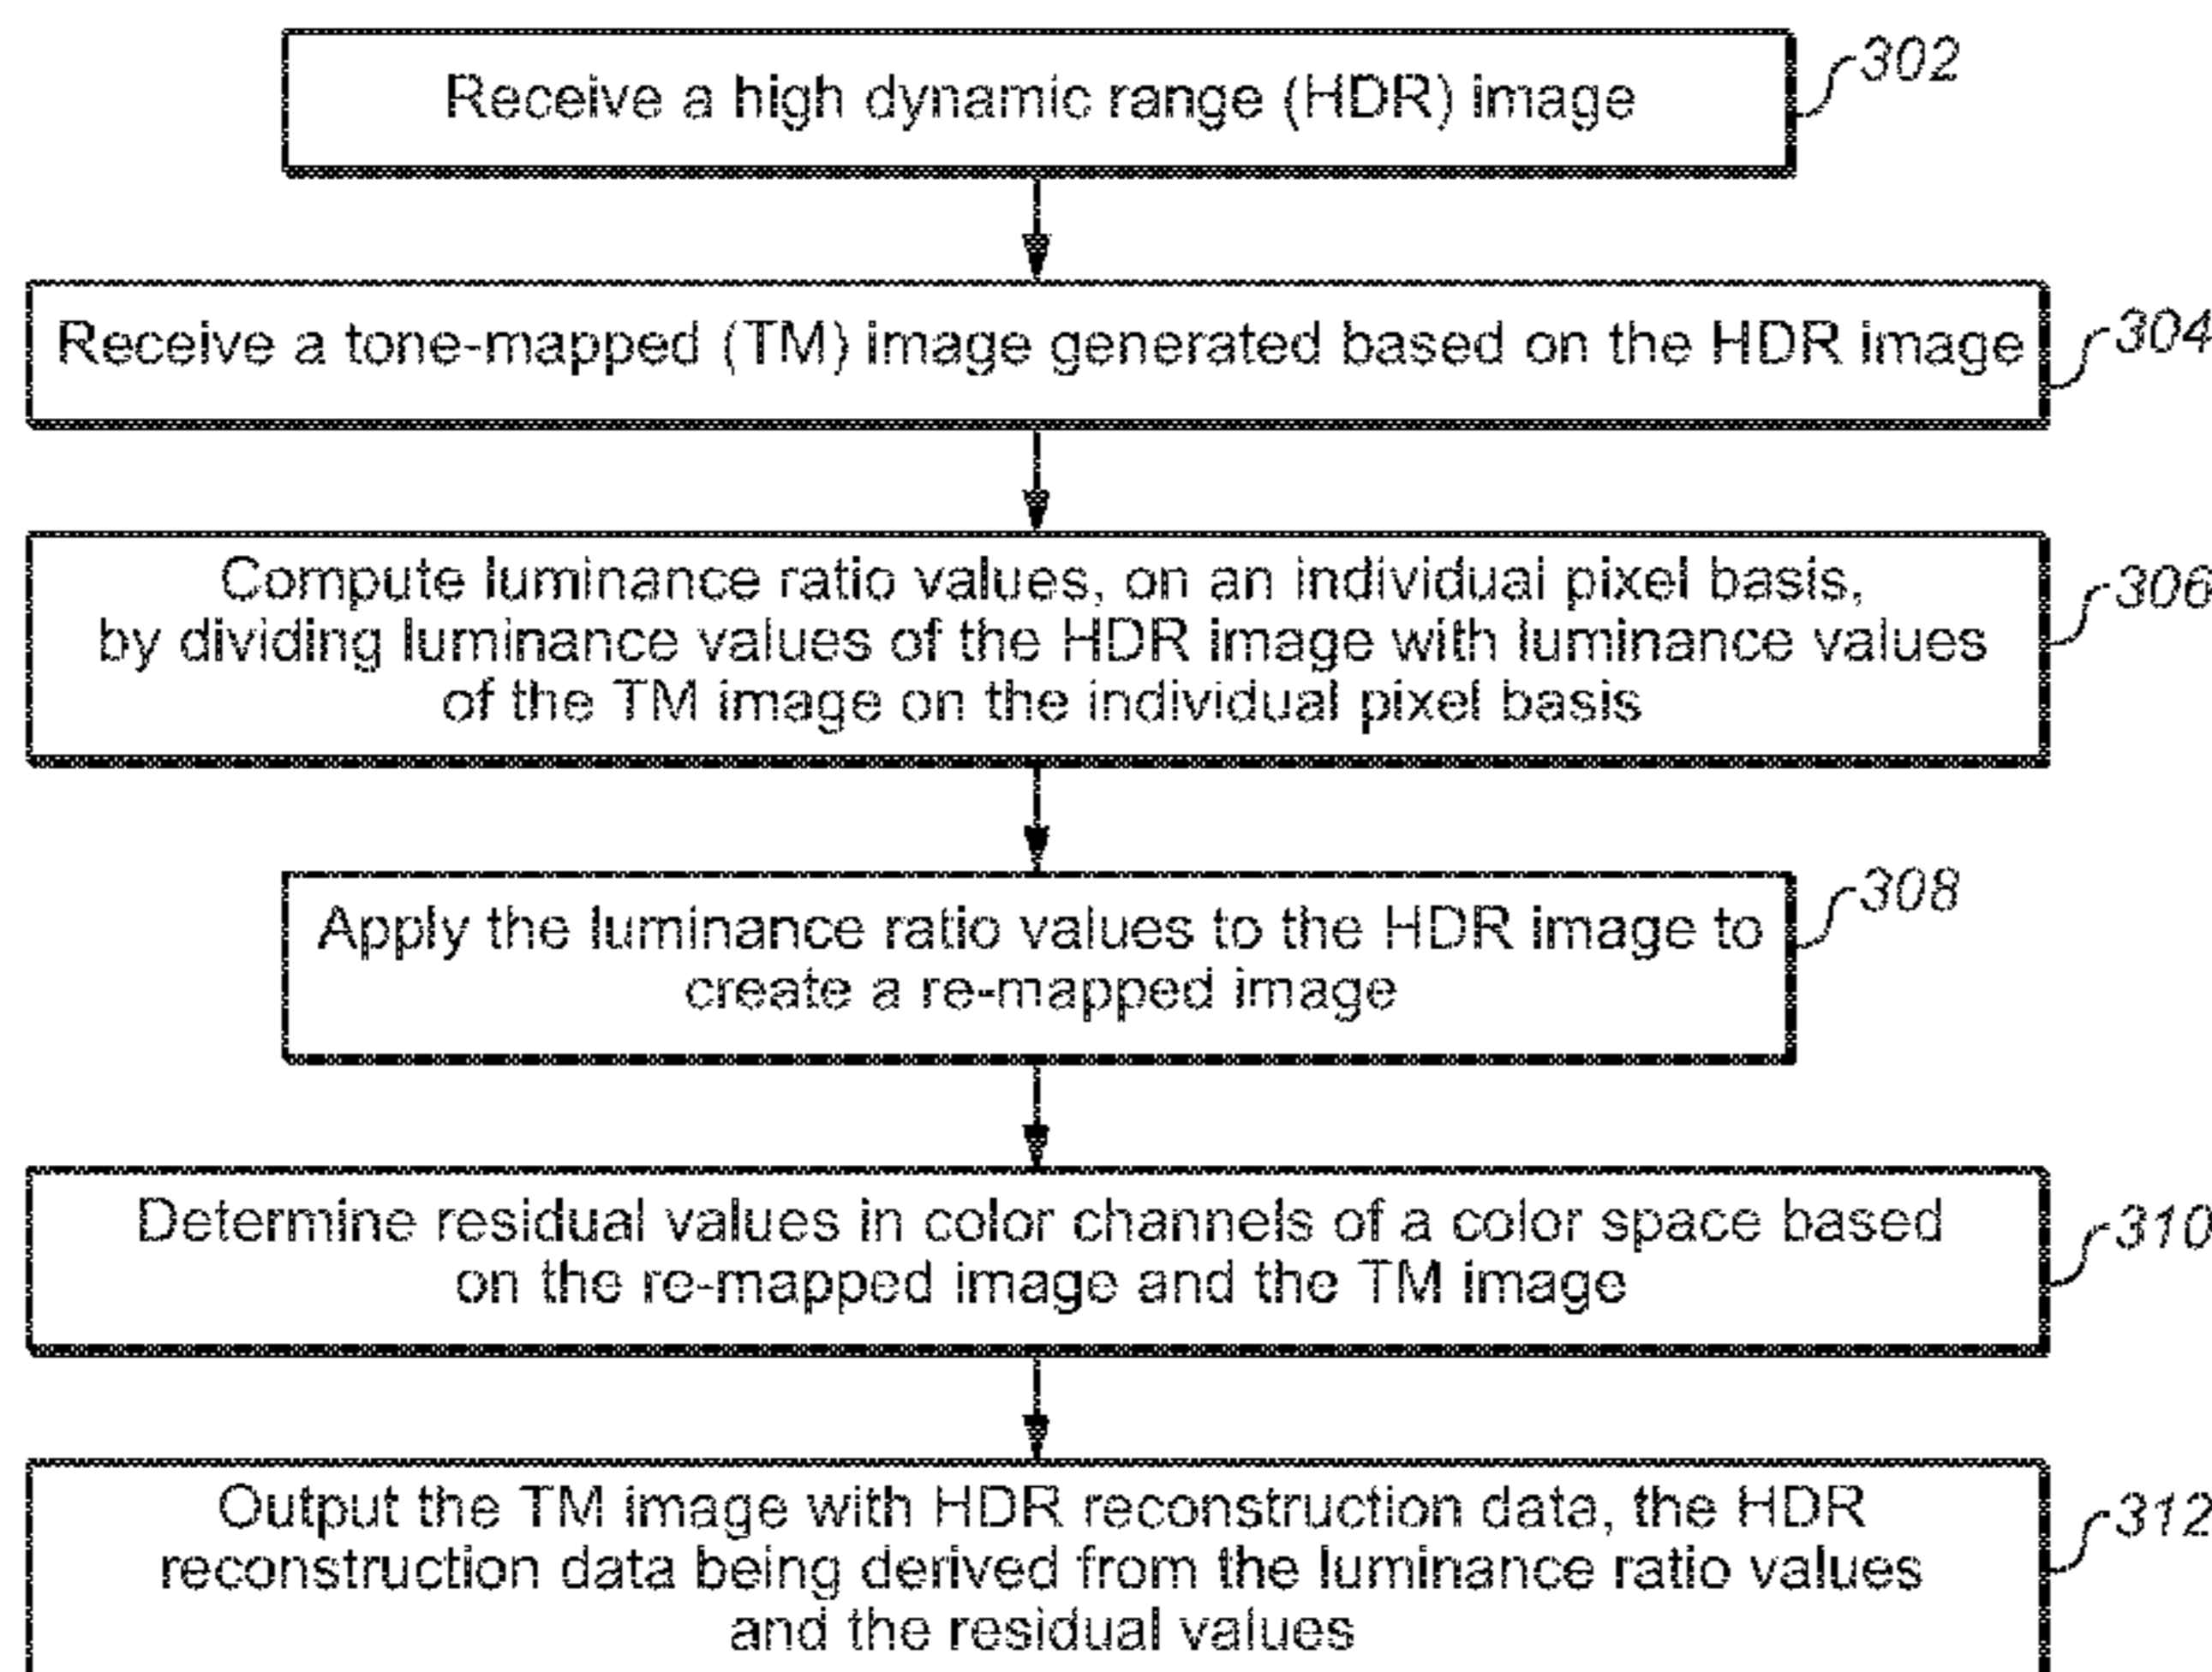 Receive a high dynamic range (HDR) image
302
Receive a tone-mapped (TM) image generated based on the HDR image
304
Compute luminance ratio values, on an individual pixel basis,
by dividing luminance values of the HDR image with luminance values
of the TM image on the individual pixel basis
306
Apply the luminance ratio values to the HDR image to
create a re-mapped image
308
Determine residual values in color channels of a color space based
on the re-mapped image and the TM image
310
Output the TM image with HDR reconstruction data, the HDR
reconstruction data being derived from the luminance ratio values
and the residual values
312